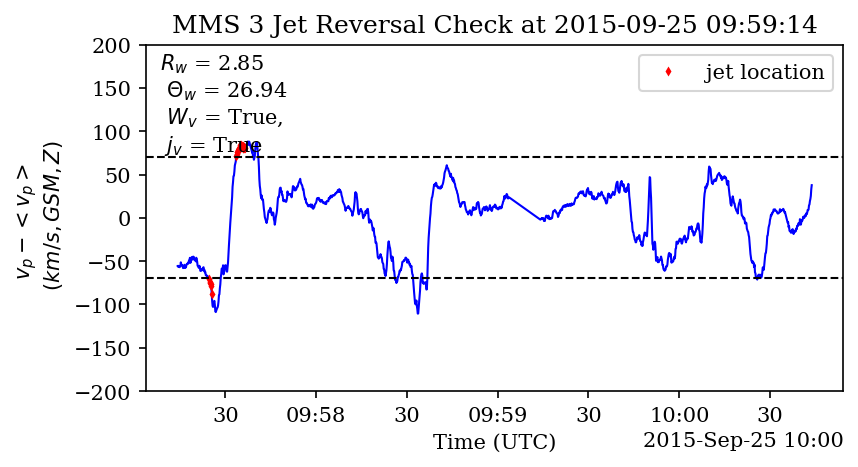 MMS 3 Jet Reversal Check at 2015-09-25 09:59:14
R_w = 2.85
Θ_w = 26.94
W_v = True,
j_v = True
jet location
v_p − <v_p>
(km/s, GSM, Z)
200
150
100
50
0
−50
−100
−150
−200
30 09:58 30 09:59 30 10:00 30
Time (UTC)
2015-Sep-25 10:00